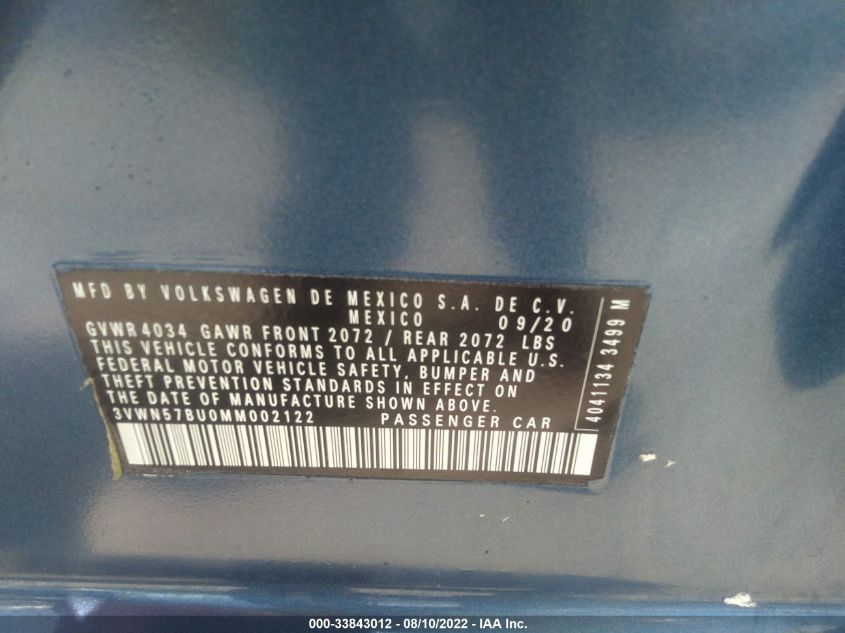 MFD BY VOLKSWAGEN DE MEXICO S.A. DE C.V.
MEXICO 09/20
GVWR 4034 GAWR FRONT 2072 / REAR 2072 LBS
THIS VEHICLE CONFORMS TO ALL APPLICABLE U.S.
FEDERAL MOTOR VEHICLE SAFETY, BUMPER AND
THEFT PREVENTION STANDARDS IN EFFECT ON
THE DATE OF MANUFACTURE SHOWN ABOVE.
3VWN57BU0MM002122 PASSENGER CAR
4041134 3499 M
000-33843012 - 08/10/2022 - IAA Inc.